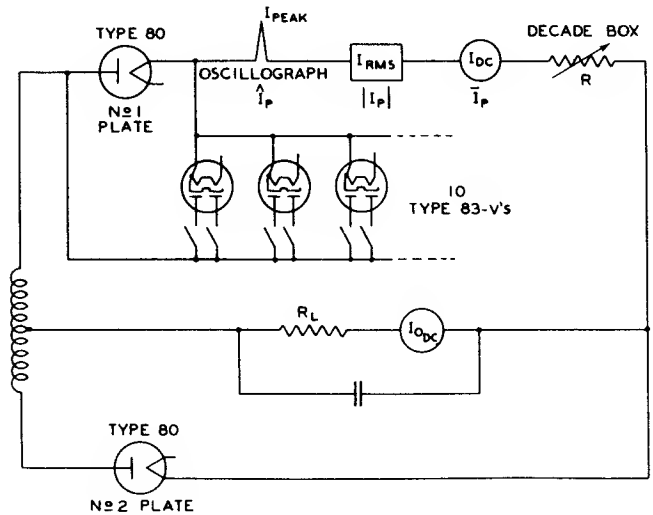 I PEAK
TYPE 80
DECADE BOX
OSCILLOGRAPH
I RMS
I DC
R
Î P
|I P|
Ī P
Nº 1
PLATE
10
TYPE 83-V'S
R L
I O DC
TYPE 80
Nº 2 PLATE